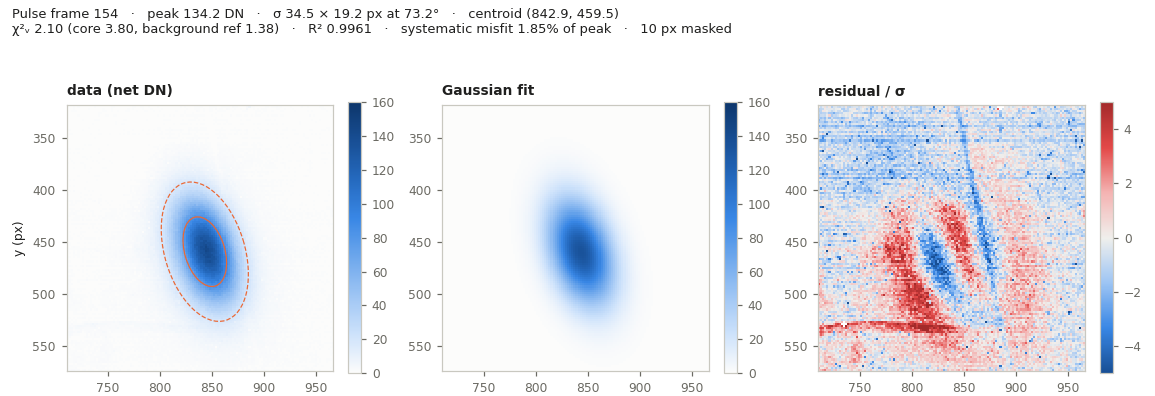 Pulse frame 154 · peak 134.2 DN · σ 34.5 × 19.2 px at 73.2° · centroid (842.9, 459.5)
χ²ᵥ 2.10 (core 3.80, background ref 1.38) · R² 0.9961 · systematic misfit 1.85% of peak · 10 px masked
data (net DN) Gaussian fit residual / σ
160 160
350 140 350 140 350 4
120 120
400 400 400 2
100 100
y (px) 450 80 450 80 450 0
60 60
500 500 500 −2
40 40
550 20 550 20 550 −4
0 0
750 800 850 900 950 750 800 850 900 950 750 800 850 900 950